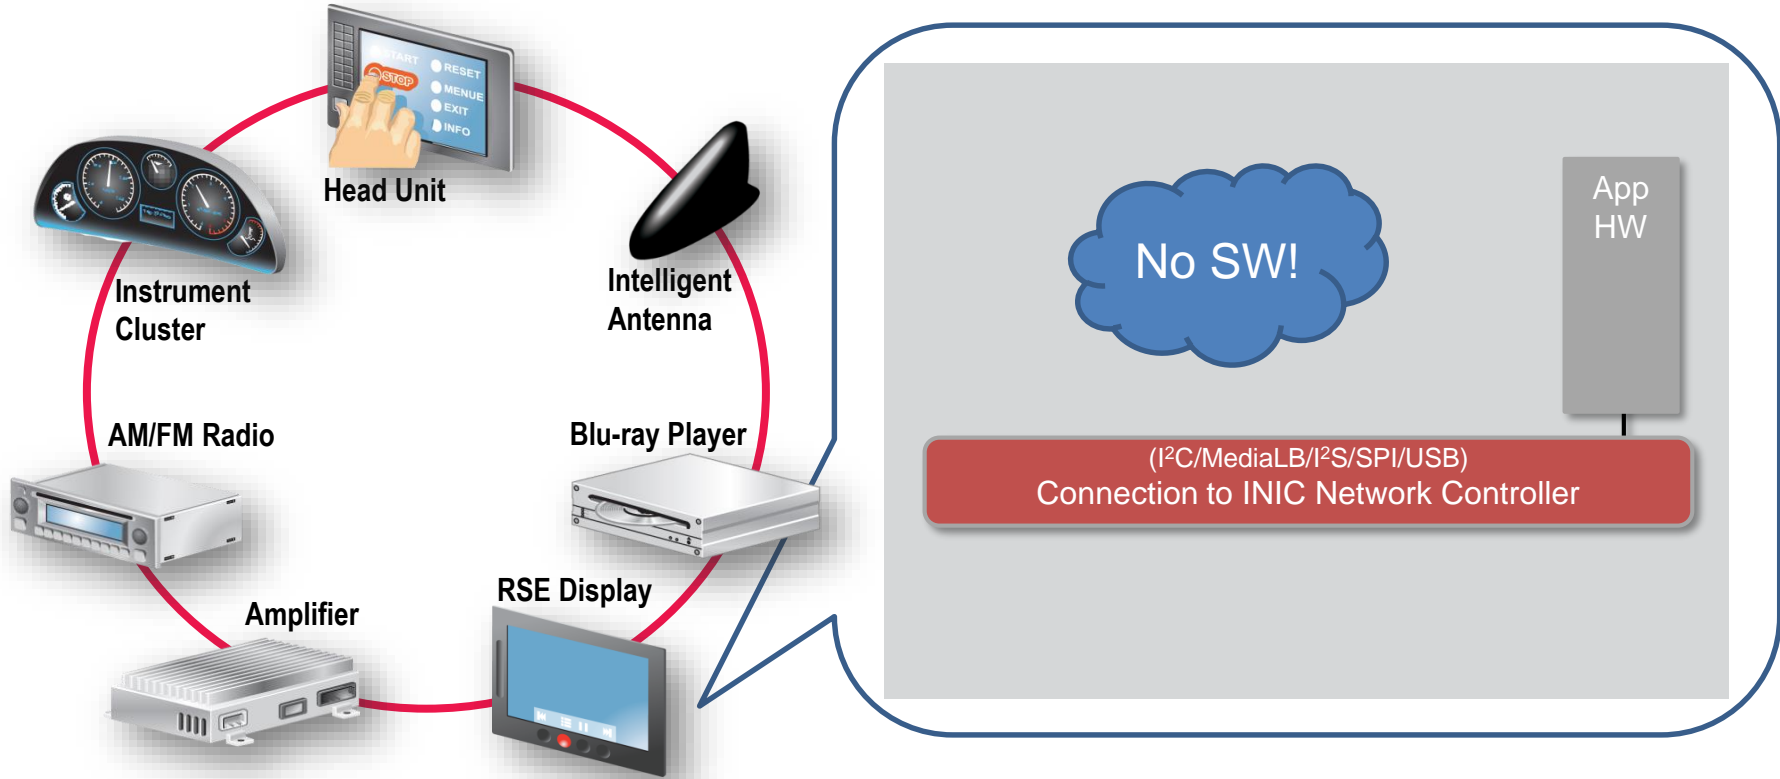 START
RESET
STOP
MENUE
EXIT
INFO
Head Unit
Intelligent
Antenna
Instrument
Cluster
AM/FM Radio
Blu-ray Player
RSE Display
Amplifier
No SW!
App
HW
(I²C/MediaLB/I²S/SPI/USB)
Connection to INIC Network Controller